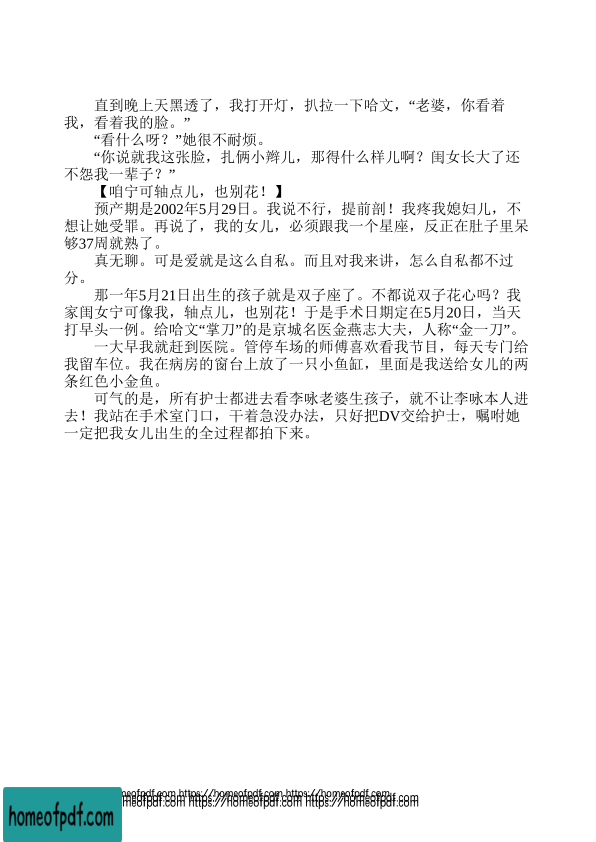 直到晚上天黑透了，我打开灯，扒拉一下哈文，“老婆，你看着
我，看着我的脸。”
“看什么呀？”她很不耐烦。
“你说就我这张脸，扎俩小辫儿，那得什么样儿啊？闺女长大了还
不怨我一辈子？”
【咱宁可轴点儿，也别花！】
预产期是2002年5月29日。我说不行，提前剖！我疼我媳妇儿，不
想让她受罪。再说了，我的女儿，必须跟我一个星座，反正在肚子里呆
够37周就熟了。
真无聊。可是爱就是这么自私。而且对我来讲，怎么自私都不过
分。
那一年5月21日出生的孩子就是双子座了。不都说双子花心吗？我
家闺女宁可像我，轴点儿，也别花！于是手术日期定在5月20日，当天
打早头一例。给哈文“掌刀”的是京城名医金燕志大夫，人称“金一刀”。
一大早我就赶到医院。管停车场的师傅喜欢看我节目，每天专门给
我留车位。我在病房的窗台上放了一只小鱼缸，里面是我送给女儿的两
条红色小金鱼。
可气的是，所有护士都进去看李咏老婆生孩子，就不让李咏本人进
去！我站在手术室门口，干着急没办法，只好把DV交给护士，嘱咐她
一定把我女儿出生的全过程都拍下来。
homeofpdf.com https://homeofpdf.com https://homeofpdf.com
homeofpdf.com https://homeofpdf.com https://homeofpdf.com
homeofpdf.com